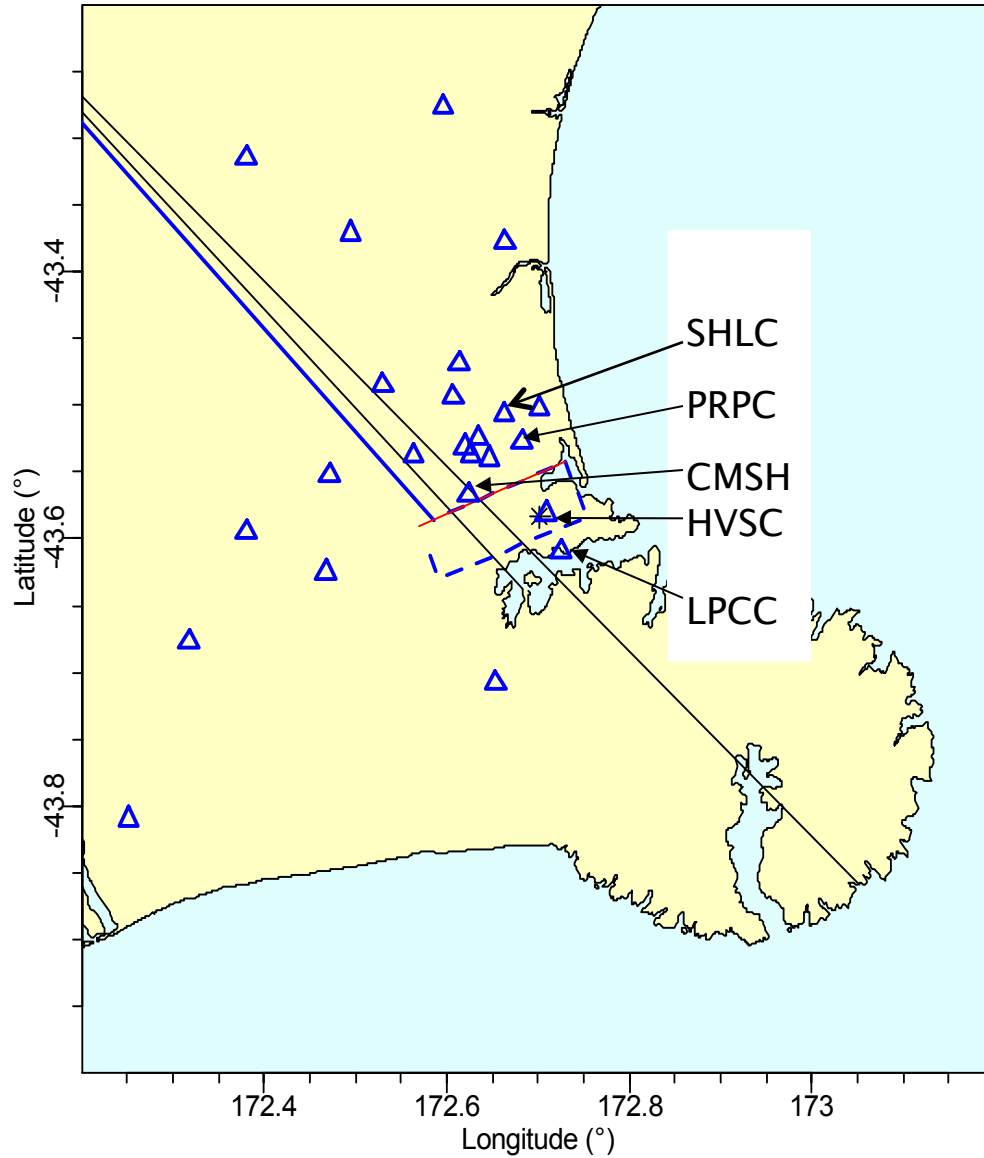 SHLC
-43.4
PRPC
CMSH
HVSC
-43.6
LPCC
Latitude (°)
-43.8
172.4
172.6
172.8
173
Longitude (°)